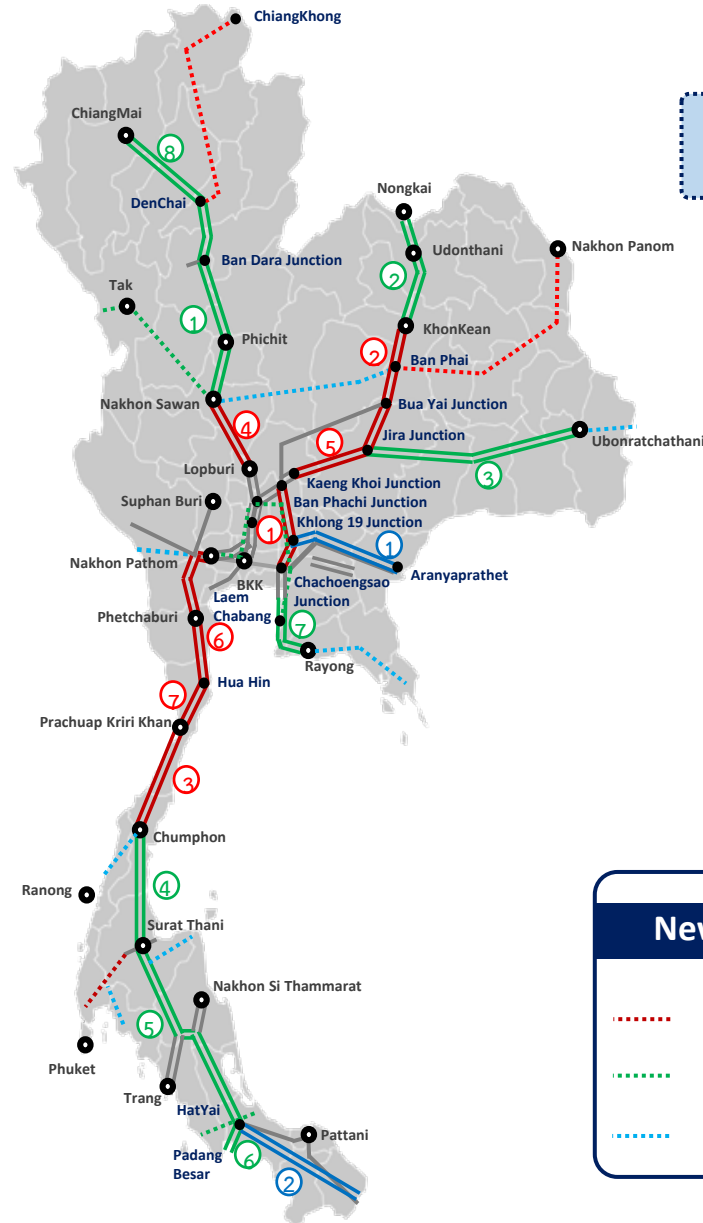 ChiangKhong
ChiangMai
8
Nongkai
DenChai
Udonthani
Nakhon Panom
Ban Dara Junction
2
Tak
1
Phichit
KhonKean
2
Ban Phai
Nakhon Sawan
Bua Yai Junction
4
Jira Junction
5
Ubonratchathani
Lopburi
3
Kaeng Khoi Junction
Suphan Buri
Ban Phachi Junction
1
Khlong 19 Junction
1
Nakhon Pathom
BKK
Aranyaprathet
Chachoengsao
Junction
Laem
Chabang
Phetchaburi
7
6
Rayong
Hua Hin
7
Prachuap Kriri Khan
3
Chumphon
4
Ranong
New
Surat Thani
Nakhon Si Thammarat
5
Phuket
Trang
HatYai
Pattani
Padang
Besar
6
2